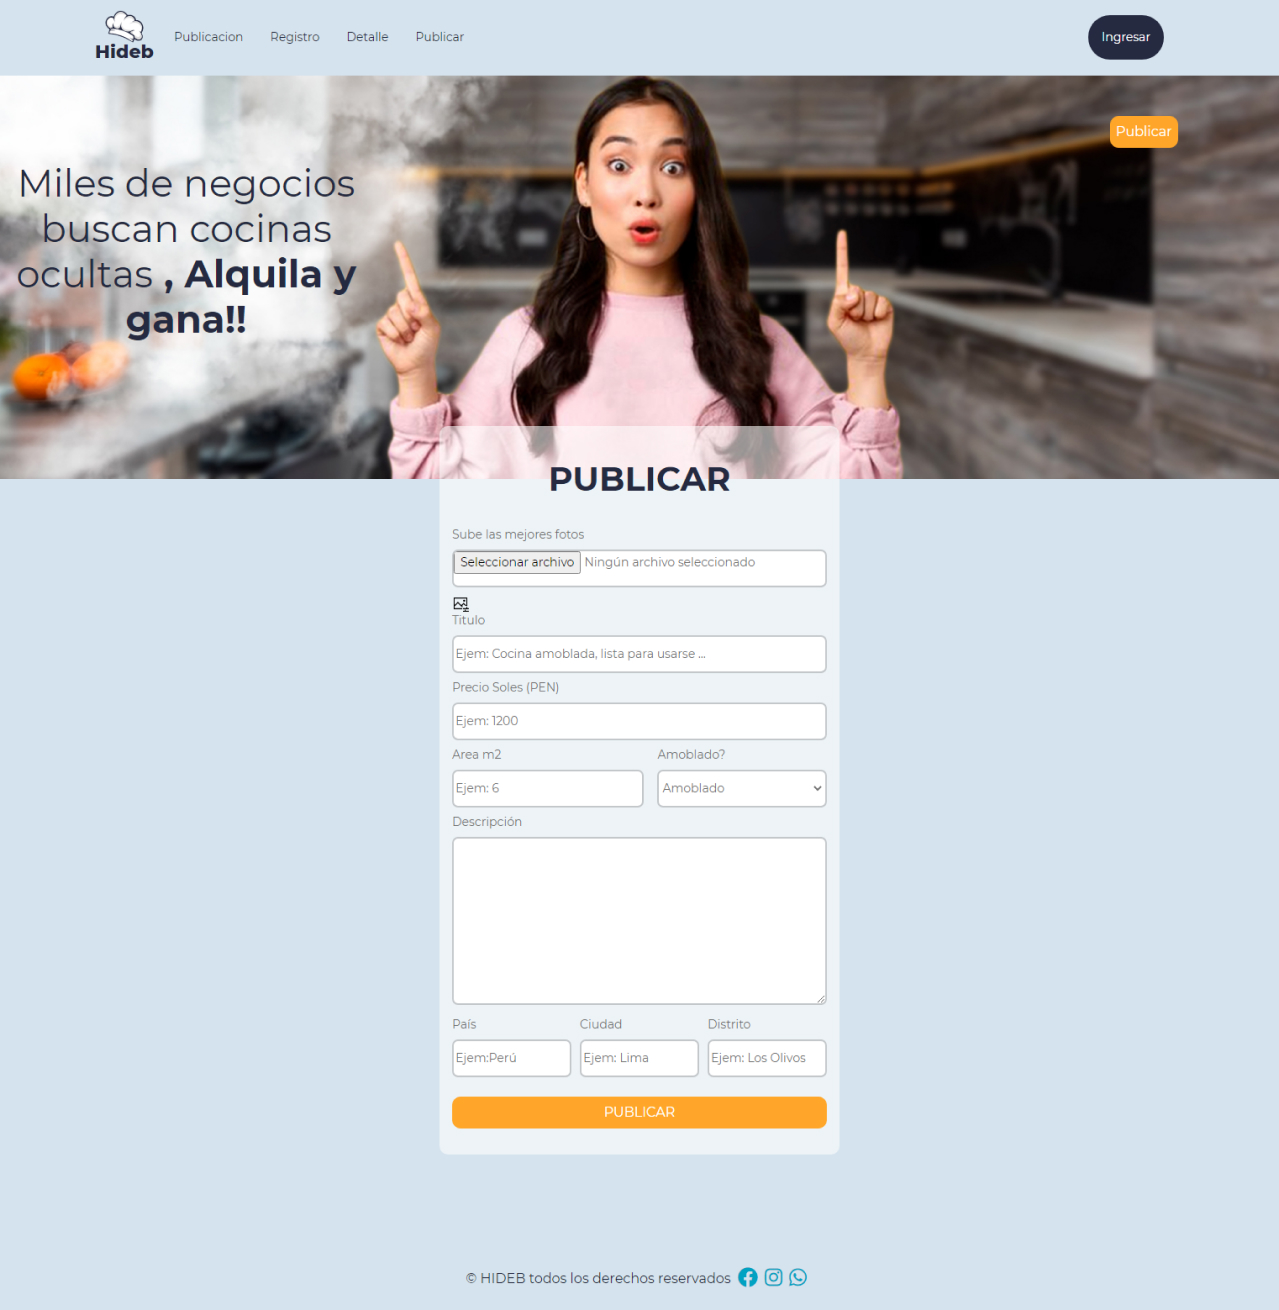 Hideb
Publicacion
Registro
Detalle
Publicar
Ingresar
Publicar
Miles de negocios
buscan cocinas
ocultas , Alquila y
gana!!
PUBLICAR
Sube las mejores fotos
Seleccionar archivo Ningún archivo seleccionado
Titulo
Ejem: Cocina amoblada, lista para usarse ...
Precio Soles (PEN)
Ejem: 1200
Area m2
Amoblado?
Ejem: 6
Amoblado
Descripción
País
Ciudad
Distrito
Ejem:Perú
Ejem: Lima
Ejem: Los Olivos
PUBLICAR
© HIDEB todos los derechos reservados